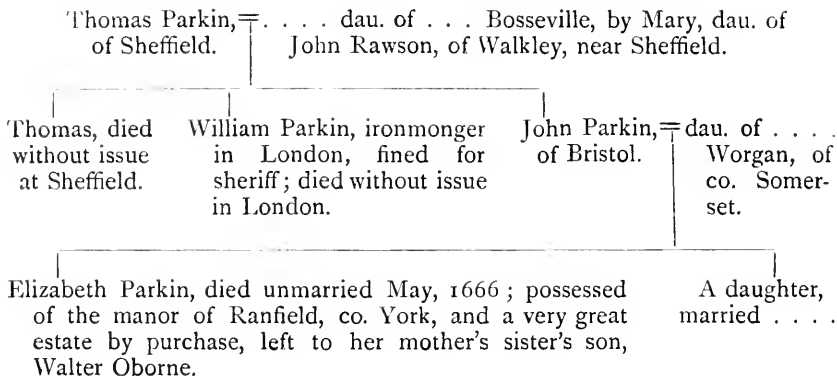 Thomas Parkin,=. . . . dau. of . . . Bosseville, by Mary, dau. of
of Sheffield. John Rawson, of Walkley, near Sheffield.
Thomas, died
without issue
at Sheffield.
William Parkin, ironmonger
in London, fined for
sheriff; died without issue
in London.
John Parkin,=dau. of . . . .
of Bristol. Worgan, of
co. Somer-
set.
Elizabeth Parkin, died unmarried May, 1666; possessed
of the manor of Ranfield, co. York, and a very great
estate by purchase, left to her mother's sister's son,
Walter Oborne.
A daughter,
married . . . .